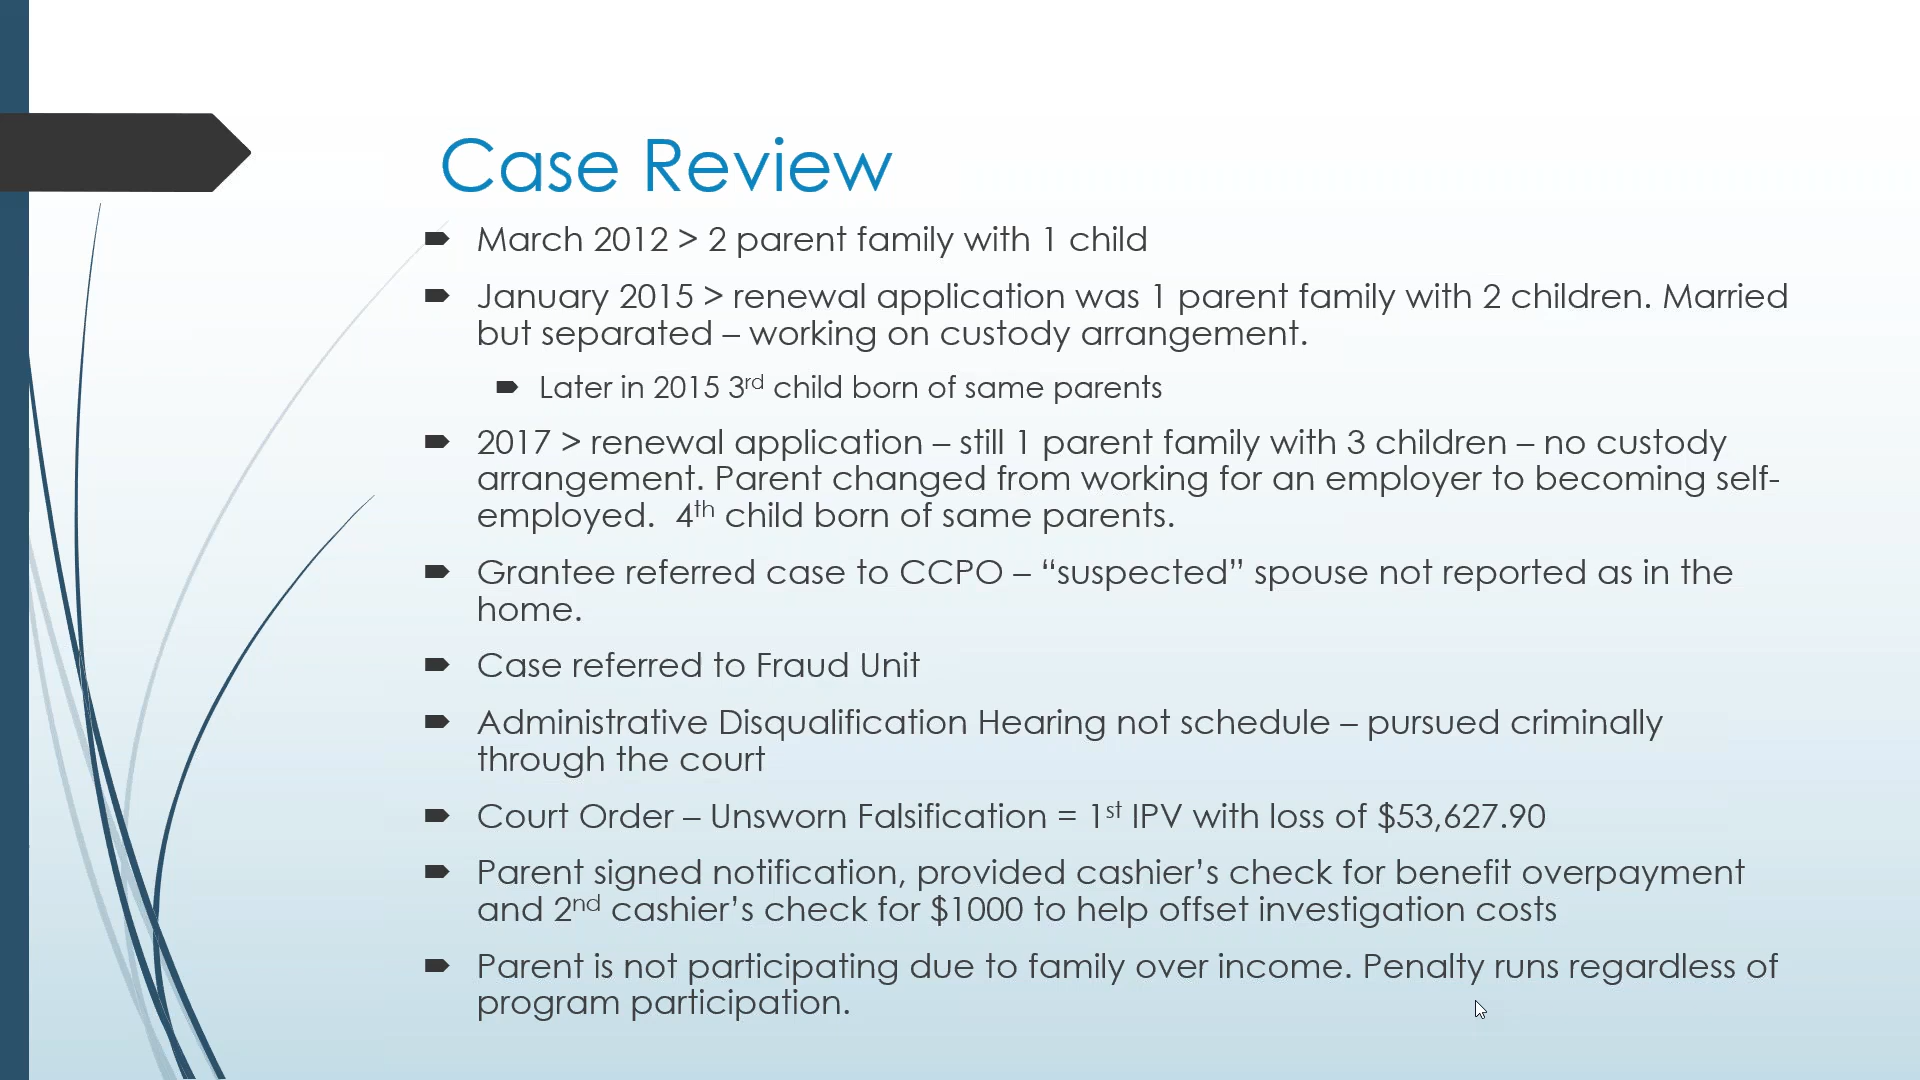 Case Review
March 2012 > 2 parent family with 1 child
January 2015 > renewal application was 1 parent family with 2 children. Married
but separated – working on custody arrangement.
Later in 2015 3rd child born of same parents
2017 > renewal application – still 1 parent family with 3 children – no custody
arrangement. Parent changed from working for an employer to becoming self-
employed.  4th child born of same parents.
Grantee referred case to CCPO – “suspected” spouse not reported as in the
home.
Case referred to Fraud Unit
Administrative Disqualification Hearing not schedule – pursued criminally
through the court
Court Order – Unsworn Falsification = 1st IPV with loss of $53,627.90
Parent signed notification, provided cashier’s check for benefit overpayment
and 2nd cashier’s check for $1000 to help offset investigation costs
Parent is not participating due to family over income. Penalty runs regardless of
program participation.